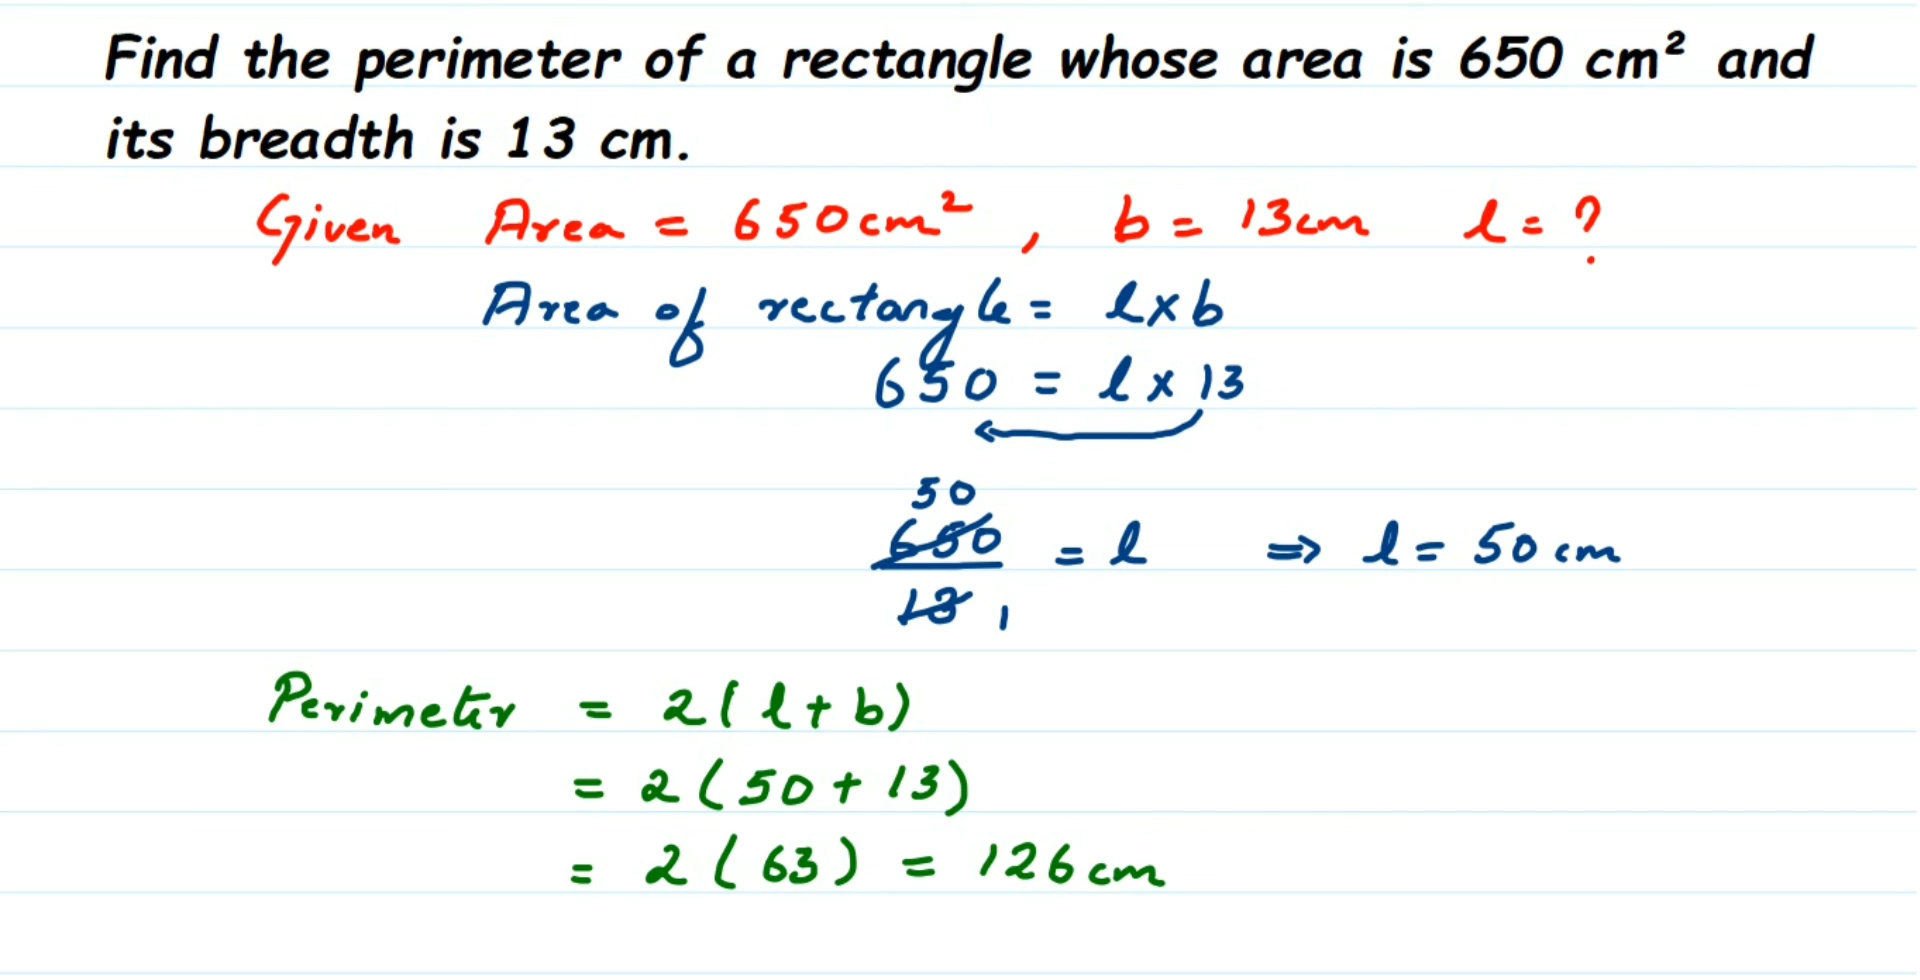 Find the perimeter of a rectangle whose area is 650 cm² and
its breadth is 13 cm.
Given Area = 650cm², b = 13cm l = ?
Area of rectangle = l×b
650 = l × 13
50
650/13 = l ⇒ l = 50 cm
1
Perimeter = 2(l+b)
= 2(50+13)
= 2(63) = 126cm